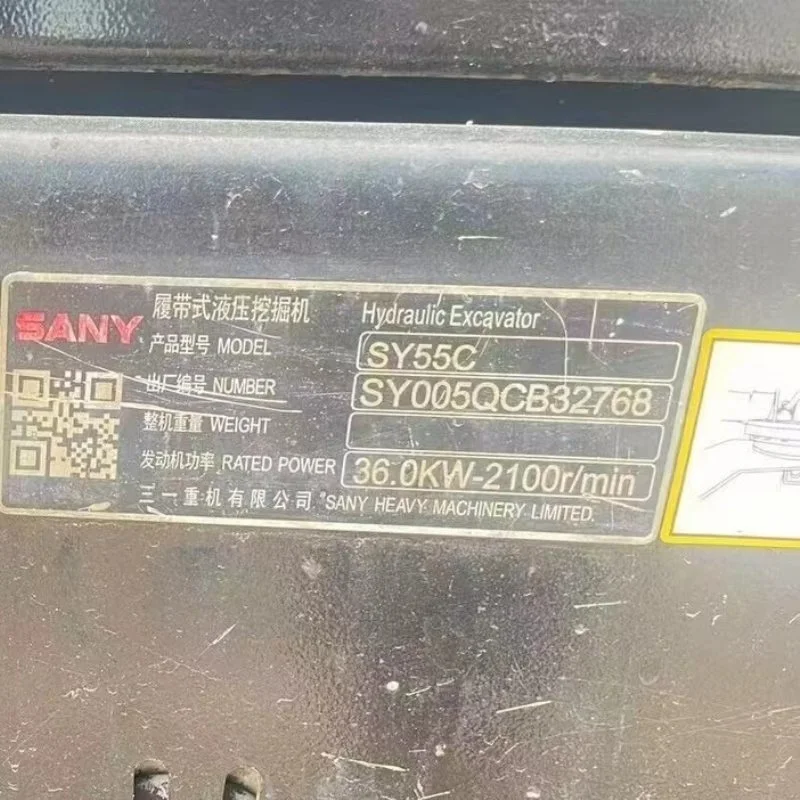 SANY 履带式液压挖掘机 Hydraulic Excavator
产品型号 MODEL SY55C
出厂编号 NUMBER SY005QCB32768
整机重量 WEIGHT
发动机功率 RATED POWER 36.0KW-2100r/min
三一重机有限公司 SANY HEAVY MACHINERY LIMITED.